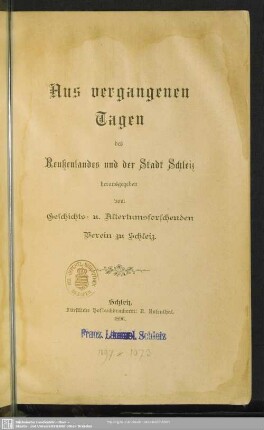 Aus vergangenen
Tagen
des
Reußenlandes und der Stadt Schleiz
herausgegeben
vom
Geschichts- u. Altertumsforschenden
Verein zu Schleiz.
Schleiz.
Fürstliche Hofbuchdruckerei
Franz Lämmel, Schleiz